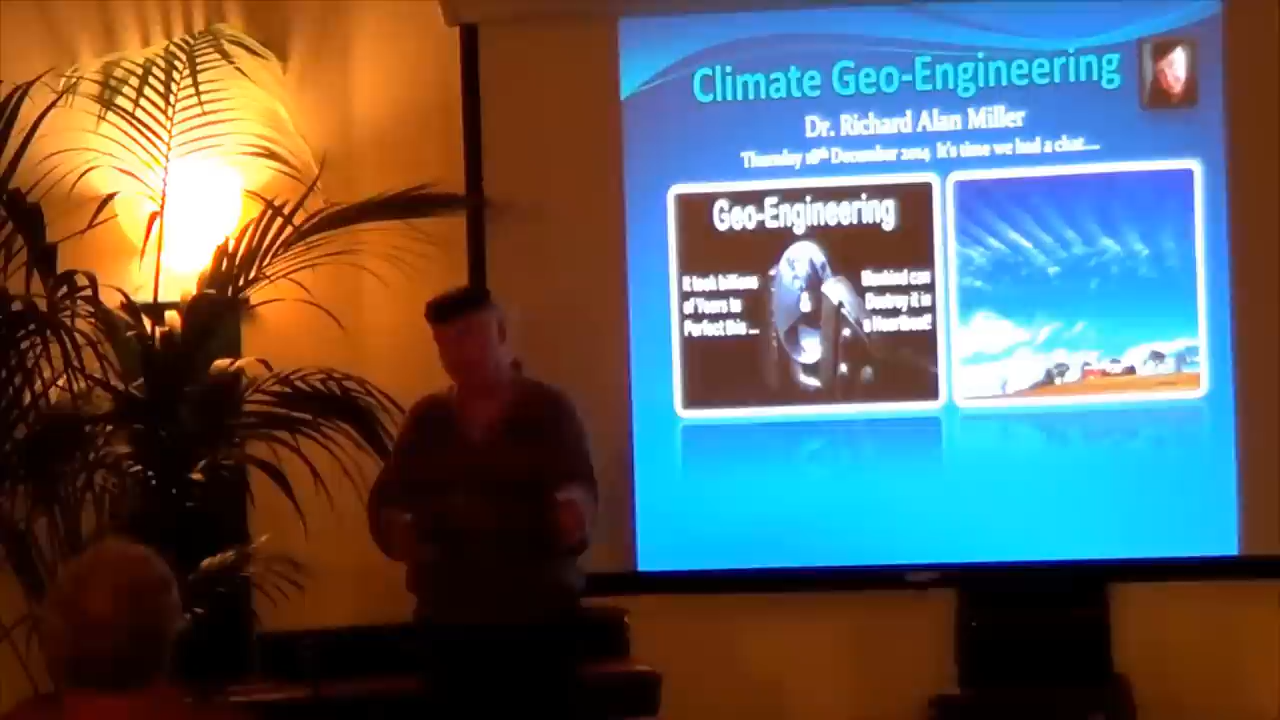 Climate Geo-Engineering
Dr. Richard Alan Miller
Thursday 18th December 2014 It's time we had a chat...
Geo-Engineering
It took billions
of Years to
Perfect this ...
&
Mankind can
Destroy it in
a Heartbeat!